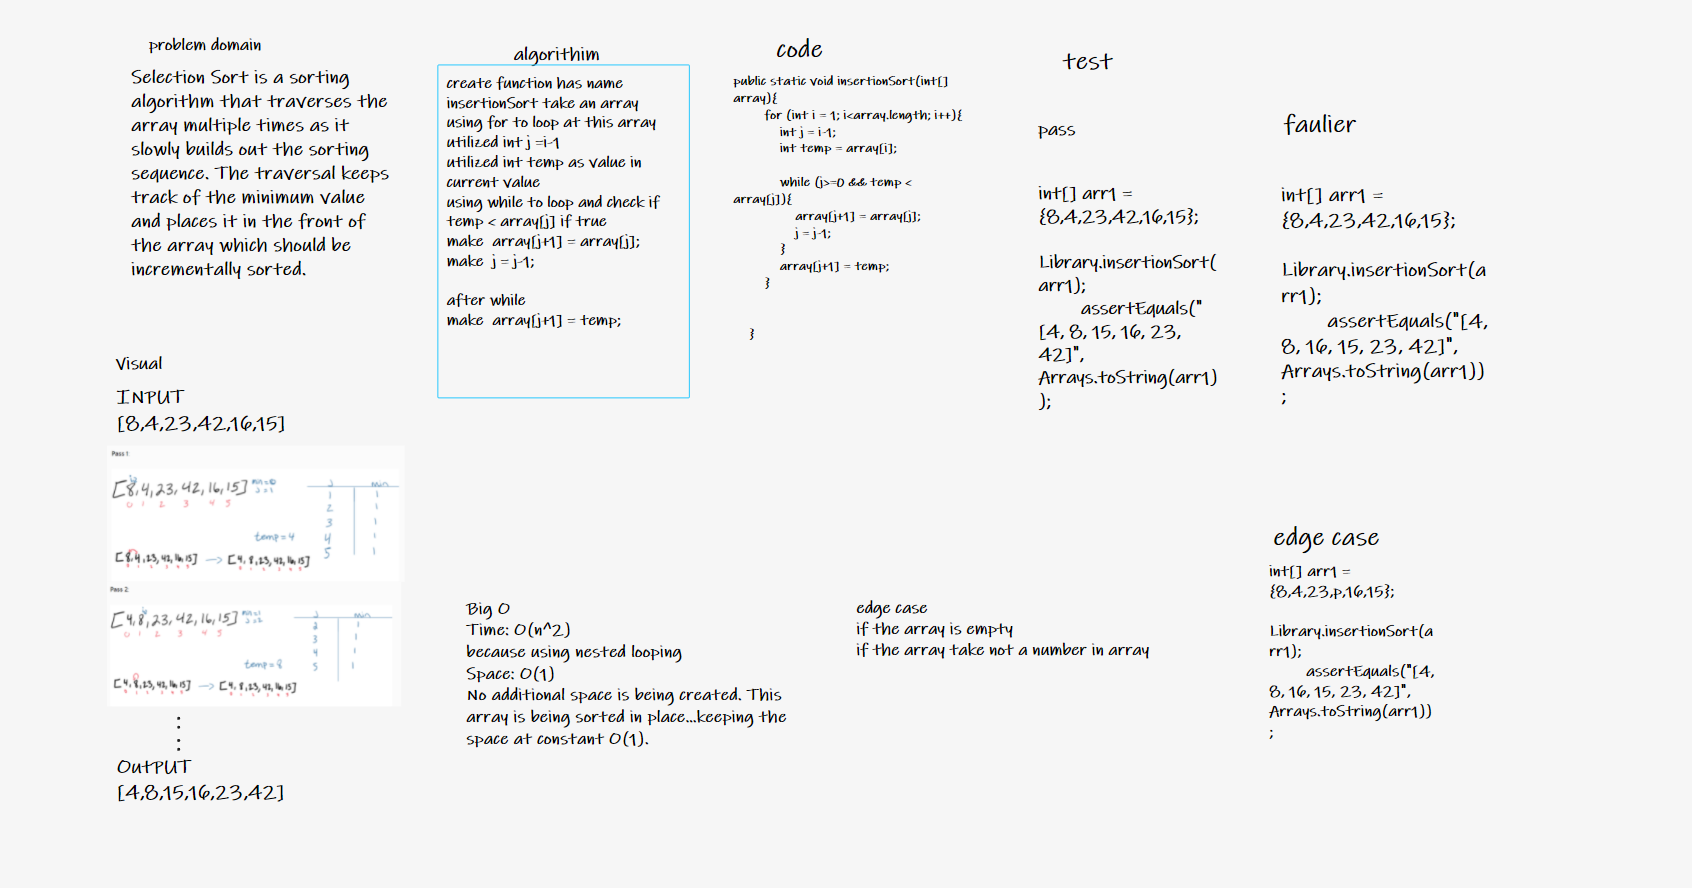 problem domain
Selection Sort is a sorting
algorithm that traverses the
array multiple times as it
slowly builds out the sorting
sequence. The traversal keeps
track of the minimum value
and places it in the front of
the array which should be
incrementally sorted.
Visual
INPUT
[8,4,23,42,16,15]
Pass 1:
[8,4,23,42,16,15]
0 1 2 3 4 5
j min
1 1
2 1
3 1
4 1
5 1
temp=4
[8,4,23,42,16,15] → [4,8,23,42,16,15]
Pass 2:
[4,8,23,42,16,15]
0 1 2 3 4 5
j min
2 1
3 1
4 1
5 1
temp=8
[4,8,23,42,16,15] → [4,8,23,42,16,15]
OutPUT
[4,8,15,16,23,42]
algorithim
create function has name
insertionSort take an array
using for to loop at this array
utilized int j =i-1
utilized int temp as value in
current value
using while to loop and check if
temp < array[j] if true
make array[j+1] = array[j];
make j = j-1;
after while
make array[j+1] = temp;
code
public static void insertionSort(int[]
array){
for (int i = 1; i<array.length; i++){
int j = i-1;
int temp = array[i];
while (j>=0 && temp <
array[j]){
array[j+1] = array[j];
j = j-1;
}
array[j+1] = temp;
}
}
test
pass
int[] arr1 =
{8,4,23,42,16,15};
Library.insertionSort(
arr1);
assertEquals("
[4, 8, 15, 16, 23,
42]",
Arrays.toString(arr1)
);
faulier
int[] arr1 =
{8,4,23,42,16,15};
Library.insertionSort(a
rr1);
assertEquals("[4,
8, 16, 15, 23, 42]",
Arrays.toString(arr1))
;
Big O
Time: O(n^2)
because using nested looping
Space: O(1)
No additional space is being created. This
array is being sorted in place...keeping the
space at constant O(1).
edge case
if the array is empty
if the array take not a number in array
edge case
int[] arr1 =
{8,4,23,p,16,15};
Library.insertionSort(a
rr1);
assertEquals("[4,
8, 16, 15, 23, 42]",
Arrays.toString(arr1))
;